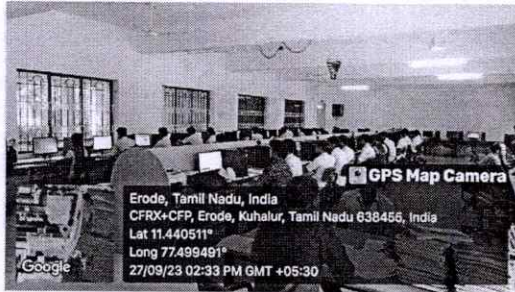 GPS Map Camera
Erode, Tamil Nadu, India
CFRX+CFP, Erode, Kuhalur, Tamil Nadu 638456, India
Lat 11.440511°
Long 77.499491°
27/09/23 02:33 PM GMT +05:30
Google